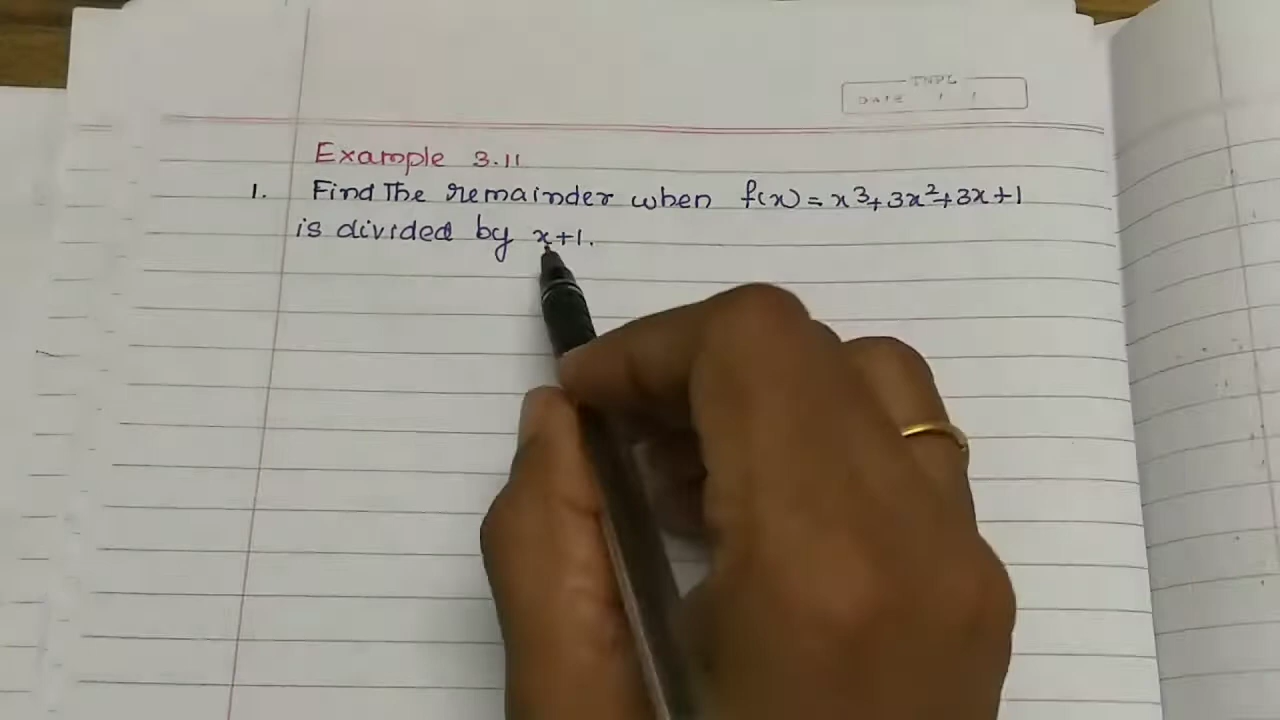 TNPL
DATE / /
Example 3.11
1. Find The remainder when f(x) = x³+3x²+3x+1
is divided by x+1.